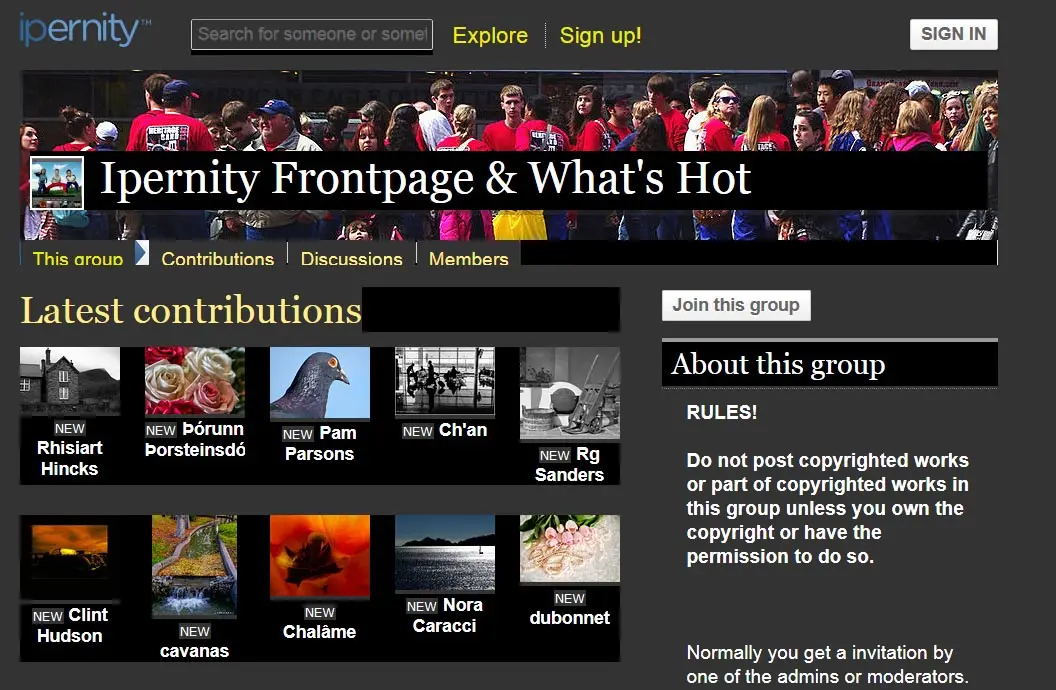 ipernity™
Search for someone or somet
Explore
Sign up!
SIGN IN
HERITAGE
BAND
Ipernity Frontpage & What's Hot
This group
Contributions
Discussions
Members
Latest contributions
Join this group
NEW
Rhisiart
Hincks
NEW Þórunn
Þorsteinsdó
NEW Pam
Parsons
NEW Ch'an
NEW Rg
Sanders
NEW Clint
Hudson
NEW
cavanas
NEW
Chalâme
NEW Nora
Caracci
NEW
dubonnet
About this group
RULES!
Do not post copyrighted works
or part of copyrighted works in
this group unless you own the
copyright or have the
permission to do so.
Normally you get a invitation by
one of the admins or moderators.